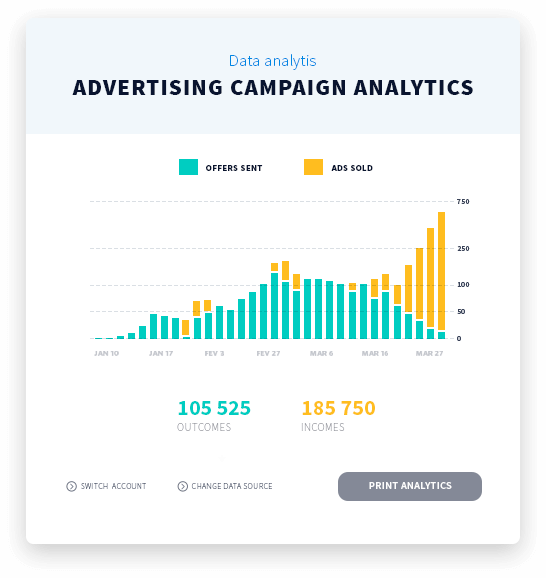 Data analytis
ADVERTISING CAMPAIGN ANALYTICS
OFFERS SENT
ADS SOLD
750
250
100
50
0
JAN 10 JAN 17 FEV 3 FEV 27 MAR 6 MAR 16 MAR 27
105 525 185 750
OUTCOMES INCOMES
SWITCH ACCOUNT CHANGE DATA SOURCE PRINT ANALYTICS